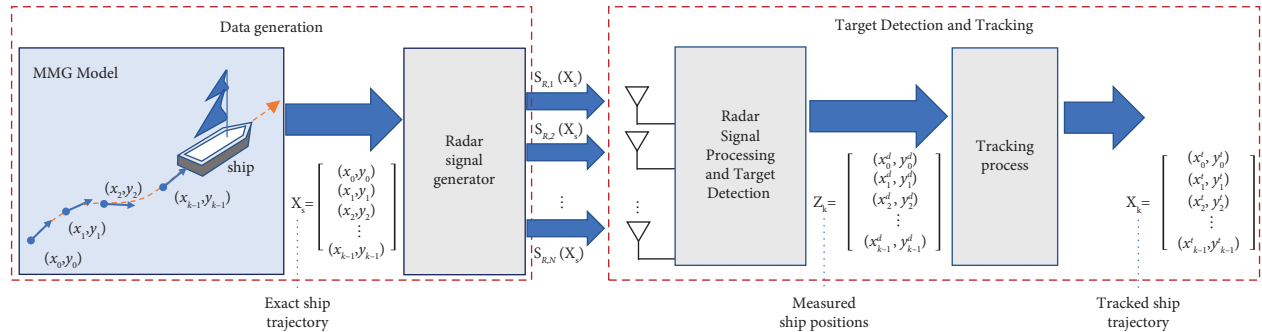 Data generation
MMG Model
ship
(x₀,y₀)
(x₁,y₁)
(x₂,y₂)
(xₖ₋₁,yₖ₋₁)
Xₛ=
(x₀,y₀)
(x₁,y₁)
(x₂,y₂)
⋮
(xₖ₋₁,yₖ₋₁)
Exact ship
trajectory
Radar
signal
generator
S_{R,1} (Xₛ)
S_{R,2} (Xₛ)
⋮
S_{R,N} (Xₛ)
Target Detection and Tracking
...
Radar
Signal
Processing
and Target
Detection
Zₖ=
(x₀ᵈ, y₀ᵈ)
(x₁ᵈ, y₁ᵈ)
(x₂ᵈ, y₂ᵈ)
⋮
(xₖ₋₁ᵈ, yₖ₋₁ᵈ)
Measured
ship positions
Tracking
process
Xₖ=
(x₀ᵗ, y₀ᵗ)
(x₁ᵗ, y₁ᵗ)
(x₂ᵗ, y₂ᵗ)
⋮
(xₖ₋₁ᵗ, yₖ₋₁ᵗ)
Tracked ship
trajectory